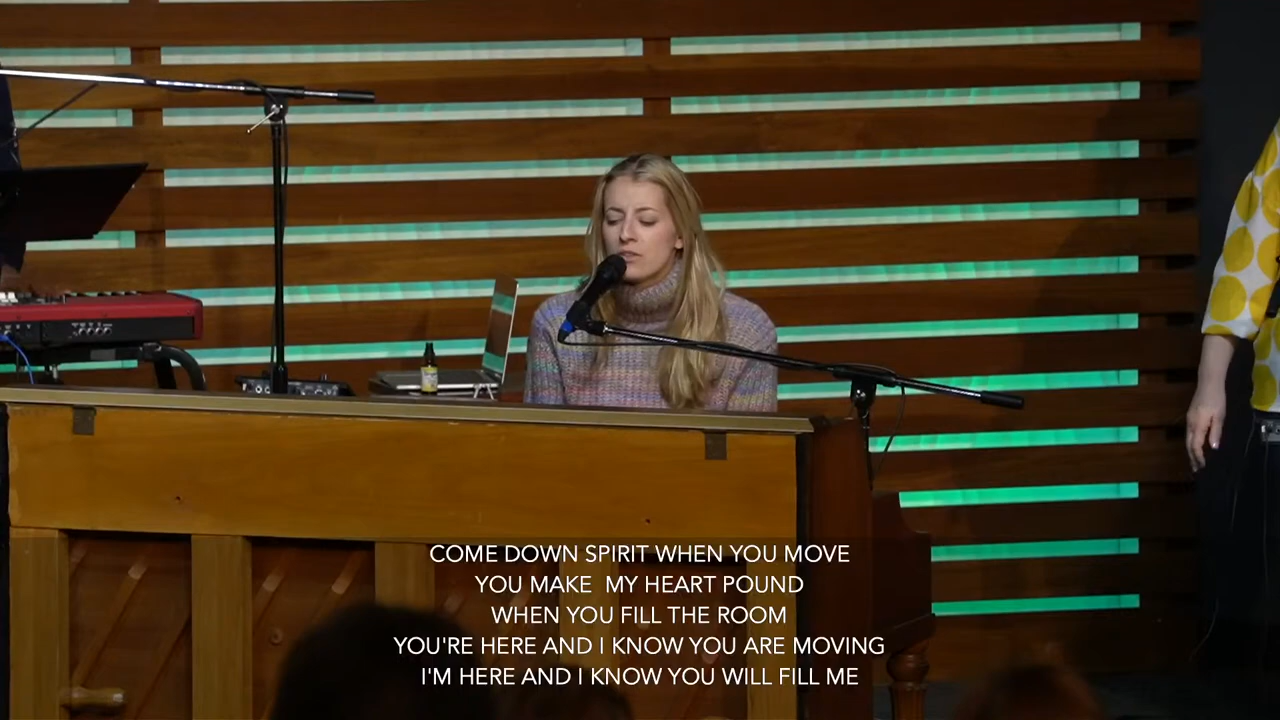 COME DOWN SPIRIT WHEN YOU MOVE
YOU MAKE  MY HEART POUND
WHEN YOU FILL THE ROOM
YOU'RE HERE AND I KNOW YOU ARE MOVING
I'M HERE AND I KNOW YOU WILL FILL ME